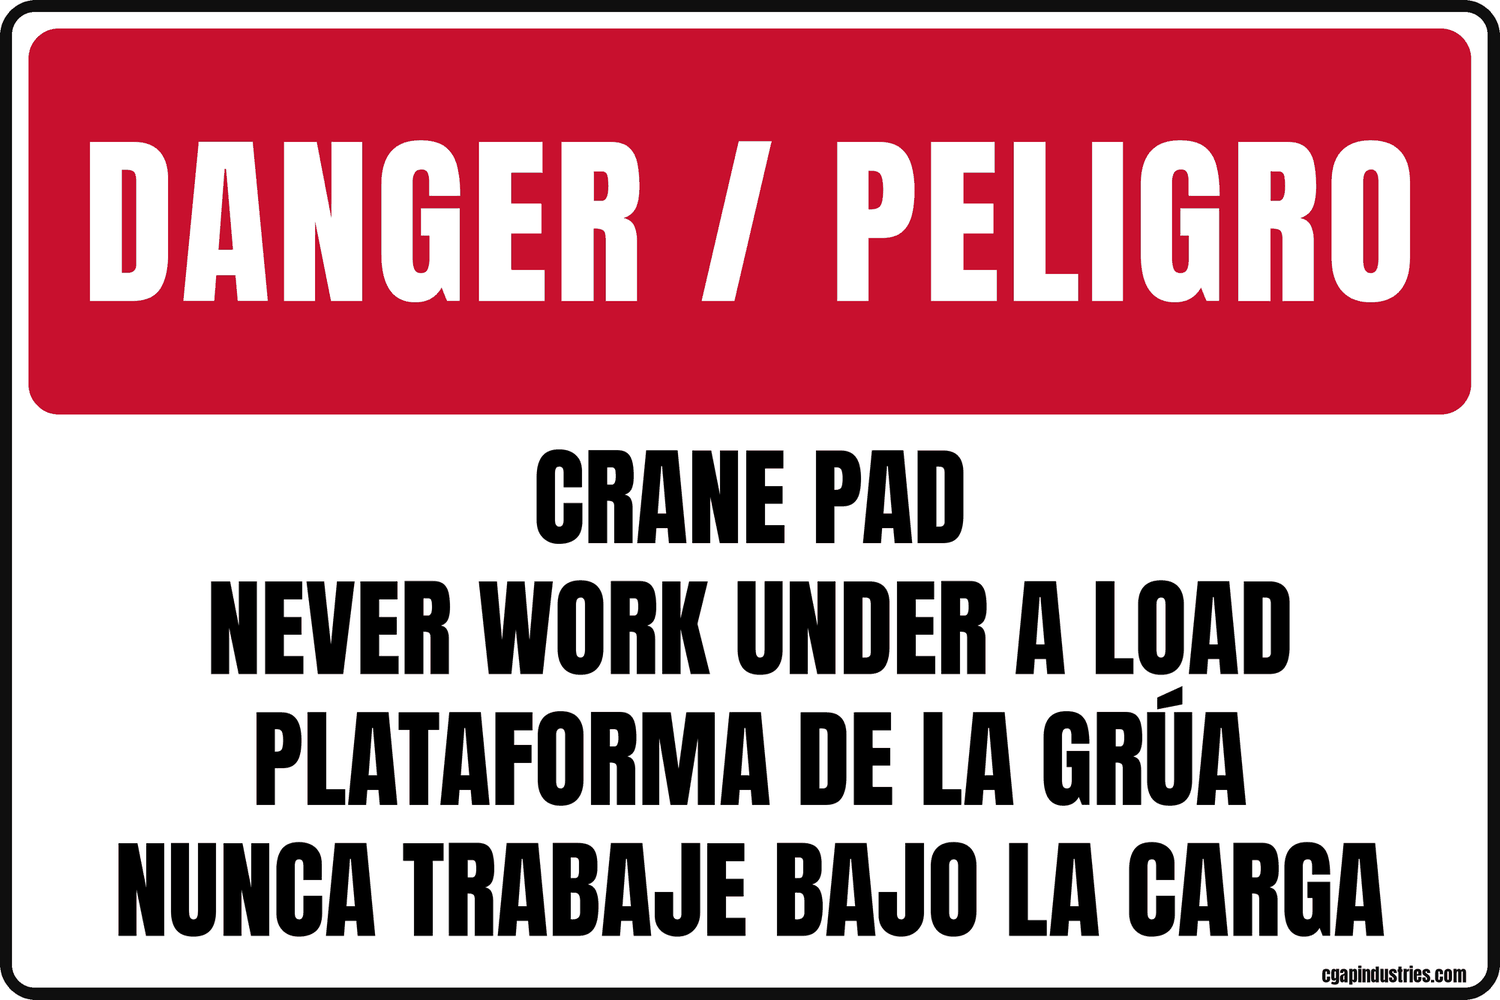 DANGER / PELIGRO
CRANE PAD
NEVER WORK UNDER A LOAD
PLATAFORMA DE LA GRÚA
NUNCA TRABAJE BAJO LA CARGA
cgapindustries.com